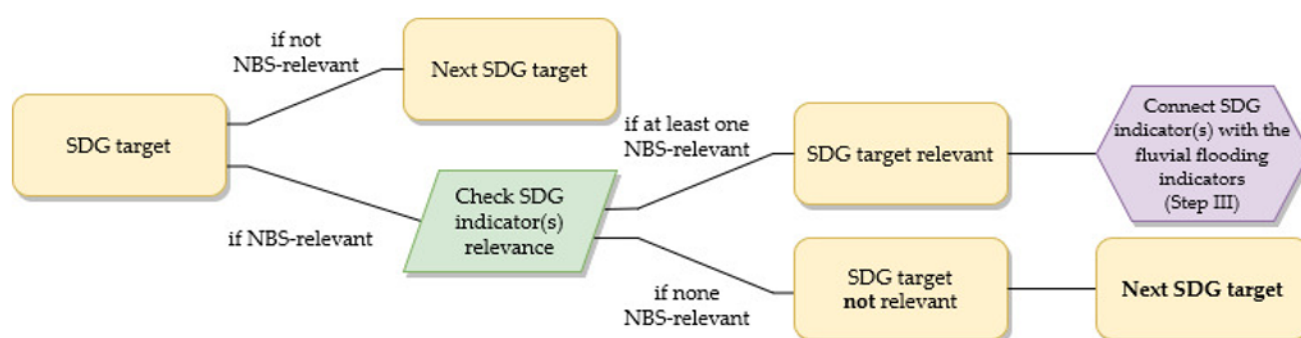 if not
NBS-relevant
Next SDG target
SDG target
if at least one
NBS-relevant
SDG target relevant
Connect SDG
indicator(s) with the
fluvial flooding
indicators
(Step III)
Check SDG
indicator(s)
relevance
if NBS-relevant
if none
NBS-relevant
SDG target
not relevant
Next SDG target